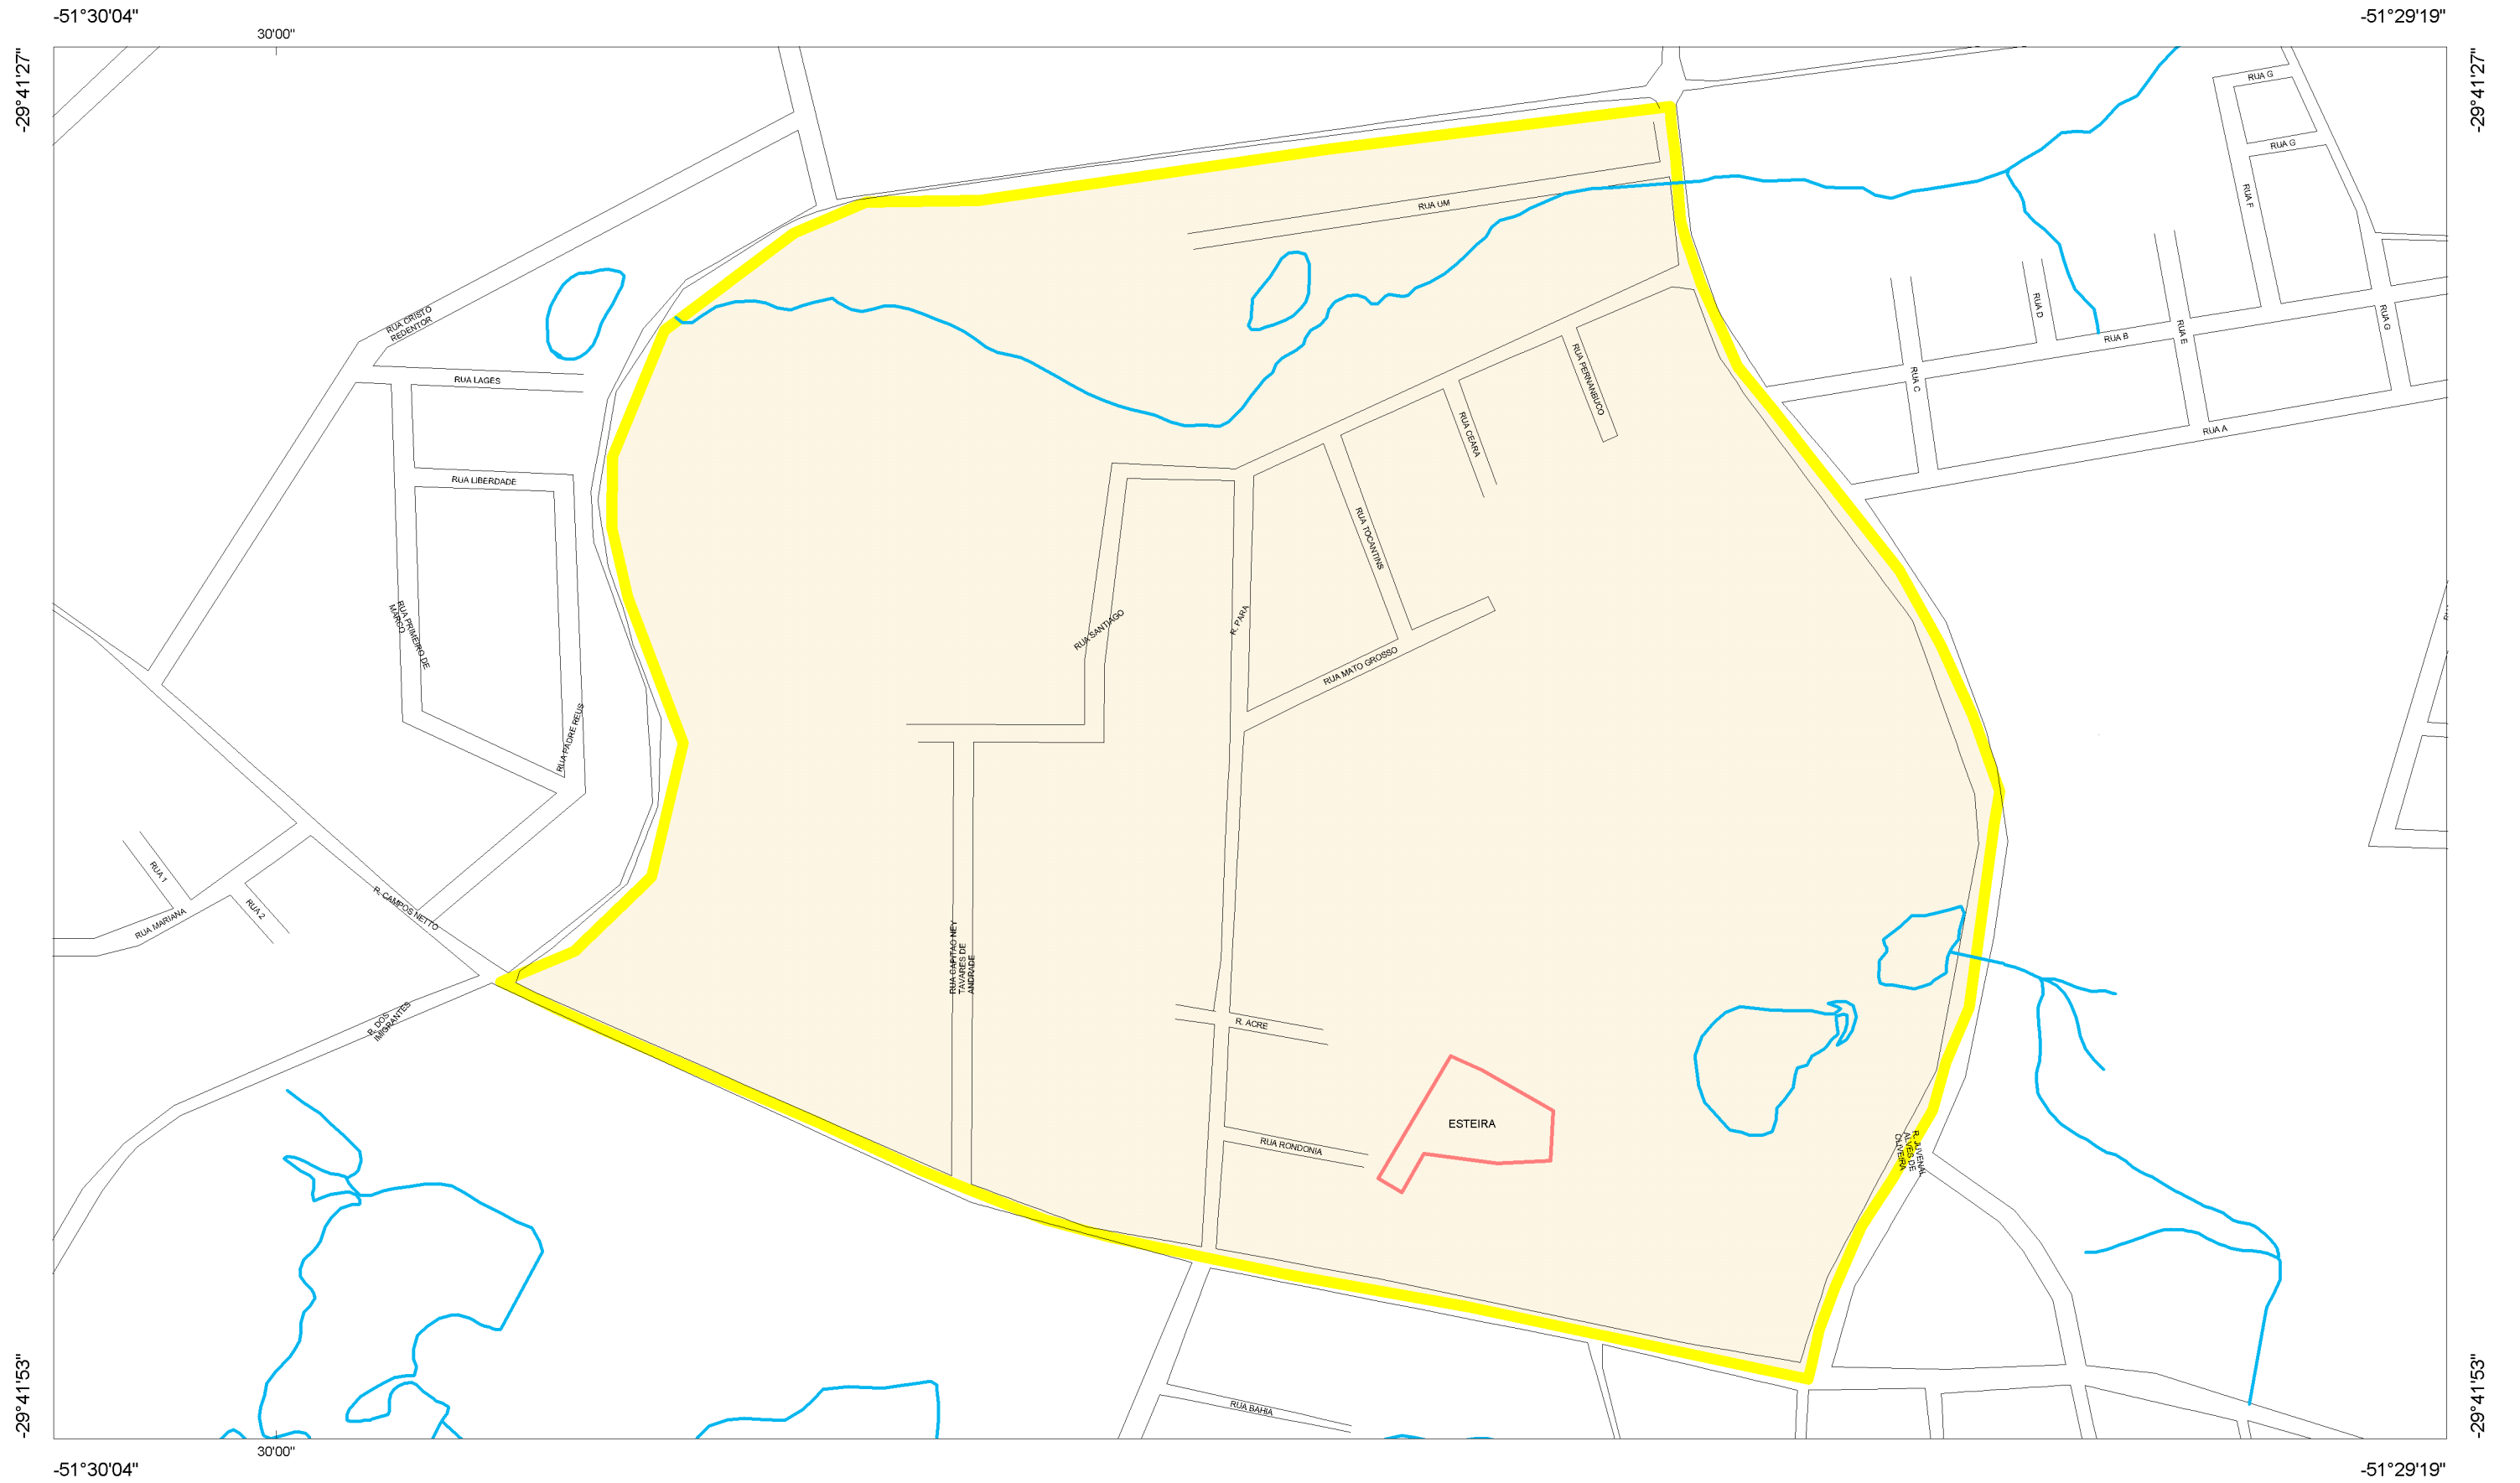 -51°30'04"
-51°29'19"
30'00"
-29°41'27"
-29°41'27"
RUA G
RUA G
RUA F
RUA UM
RUA CRISTO
REDENTOR
RUA D
RUA G
RUA E
RUA B
RUA LAGES
RUA PERNANBUCO
RUA C
RUA CEARA
RUA A
RUA LIBERDADE
RUA TOCANTINS
RUA PRIMEIRO DE
MARCO
RUA SANTIAGO
R. PARA
RUA MATO GROSSO
RUA PADRE REUS
RUA 1
R. CAMPOS NETTO
RUA 2
RUA MARIANA
RUA CAPITAO NEY
TAVARES DE
ANDRADE
R. DOS
IMIGRANTES
R. ACRE
ESTEIRA
RUA RONDONIA
R. JUVENAL
ALVES DE
OLIVEIRA
RUA BAHIA
-29°41'53"
-29°41'53"
30'00"
-51°30'04"
-51°29'19"